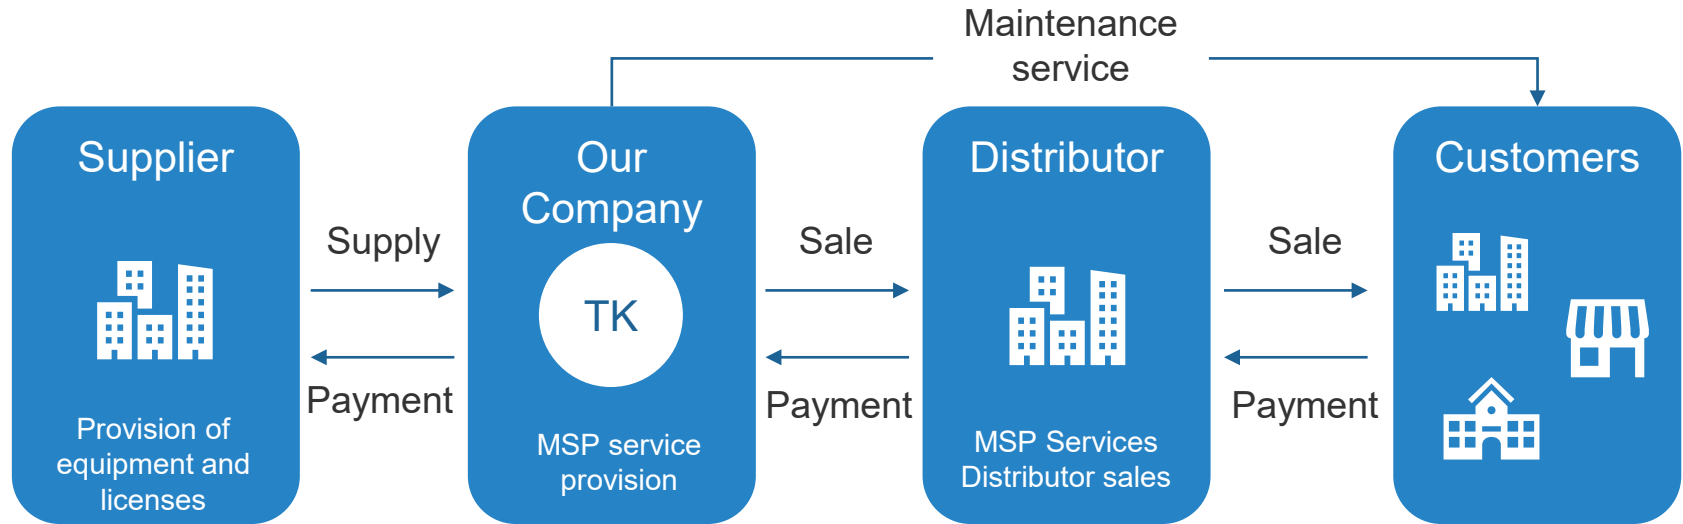 Maintenance
service
Supplier
Supply
Payment
Provision of
equipment and
licenses
Our
Company
TK
MSP service
provision
Sale
Payment
Distributor
MSP Services
Distributor sales
Sale
Payment
Customers